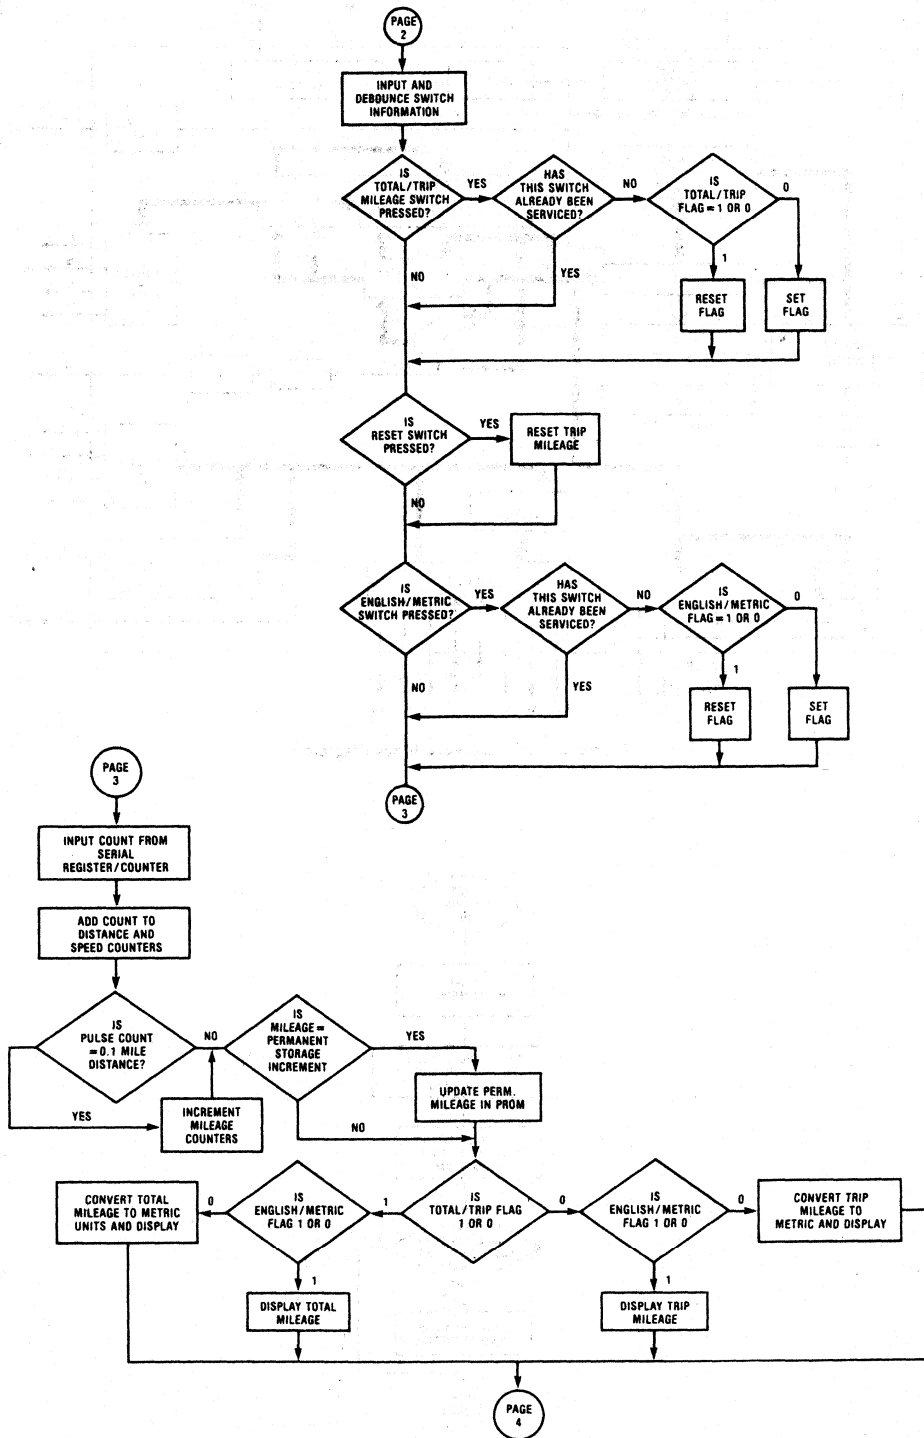 PAGE
2
INPUT AND
DEBOUNCE SWITCH
INFORMATION
IS
TOTAL/TRIP
MILEAGE SWITCH
PRESSED?
YES
HAS
THIS SWITCH
ALREADY BEEN
SERVICED?
NO
IS
TOTAL/TRIP
FLAG = 1 OR 0
0
NO
YES
1
RESET
FLAG
SET
FLAG
IS
RESET SWITCH
PRESSED?
YES
RESET TRIP
MILEAGE
NO
IS
ENGLISH/METRIC
SWITCH PRESSED?
YES
HAS
THIS SWITCH
ALREADY BEEN
SERVICED?
NO
IS
ENGLISH/METRIC
FLAG = 1 OR 0
0
NO
YES
1
RESET
FLAG
SET
FLAG
PAGE
3
PAGE
3
INPUT COUNT FROM
SERIAL
REGISTER/COUNTER
ADD COUNT TO
DISTANCE AND
SPEED COUNTERS
IS
PULSE COUNT
= 0.1 MILE
DISTANCE?
NO
IS
MILEAGE =
PERMANENT
STORAGE
INCREMENT
YES
YES
INCREMENT
MILEAGE
COUNTERS
NO
UPDATE PERM.
MILEAGE IN PROM
CONVERT TOTAL
MILEAGE TO METRIC
UNITS AND DISPLAY
0
IS
ENGLISH/METRIC
FLAG 1 OR 0
1
IS
TOTAL/TRIP FLAG
1 OR 0
0
IS
ENGLISH/METRIC
FLAG 1 OR 0
0
CONVERT TRIP
MILEAGE TO
METRIC AND DISPLAY
1
DISPLAY TOTAL
MILEAGE
1
DISPLAY TRIP
MILEAGE
PAGE
4